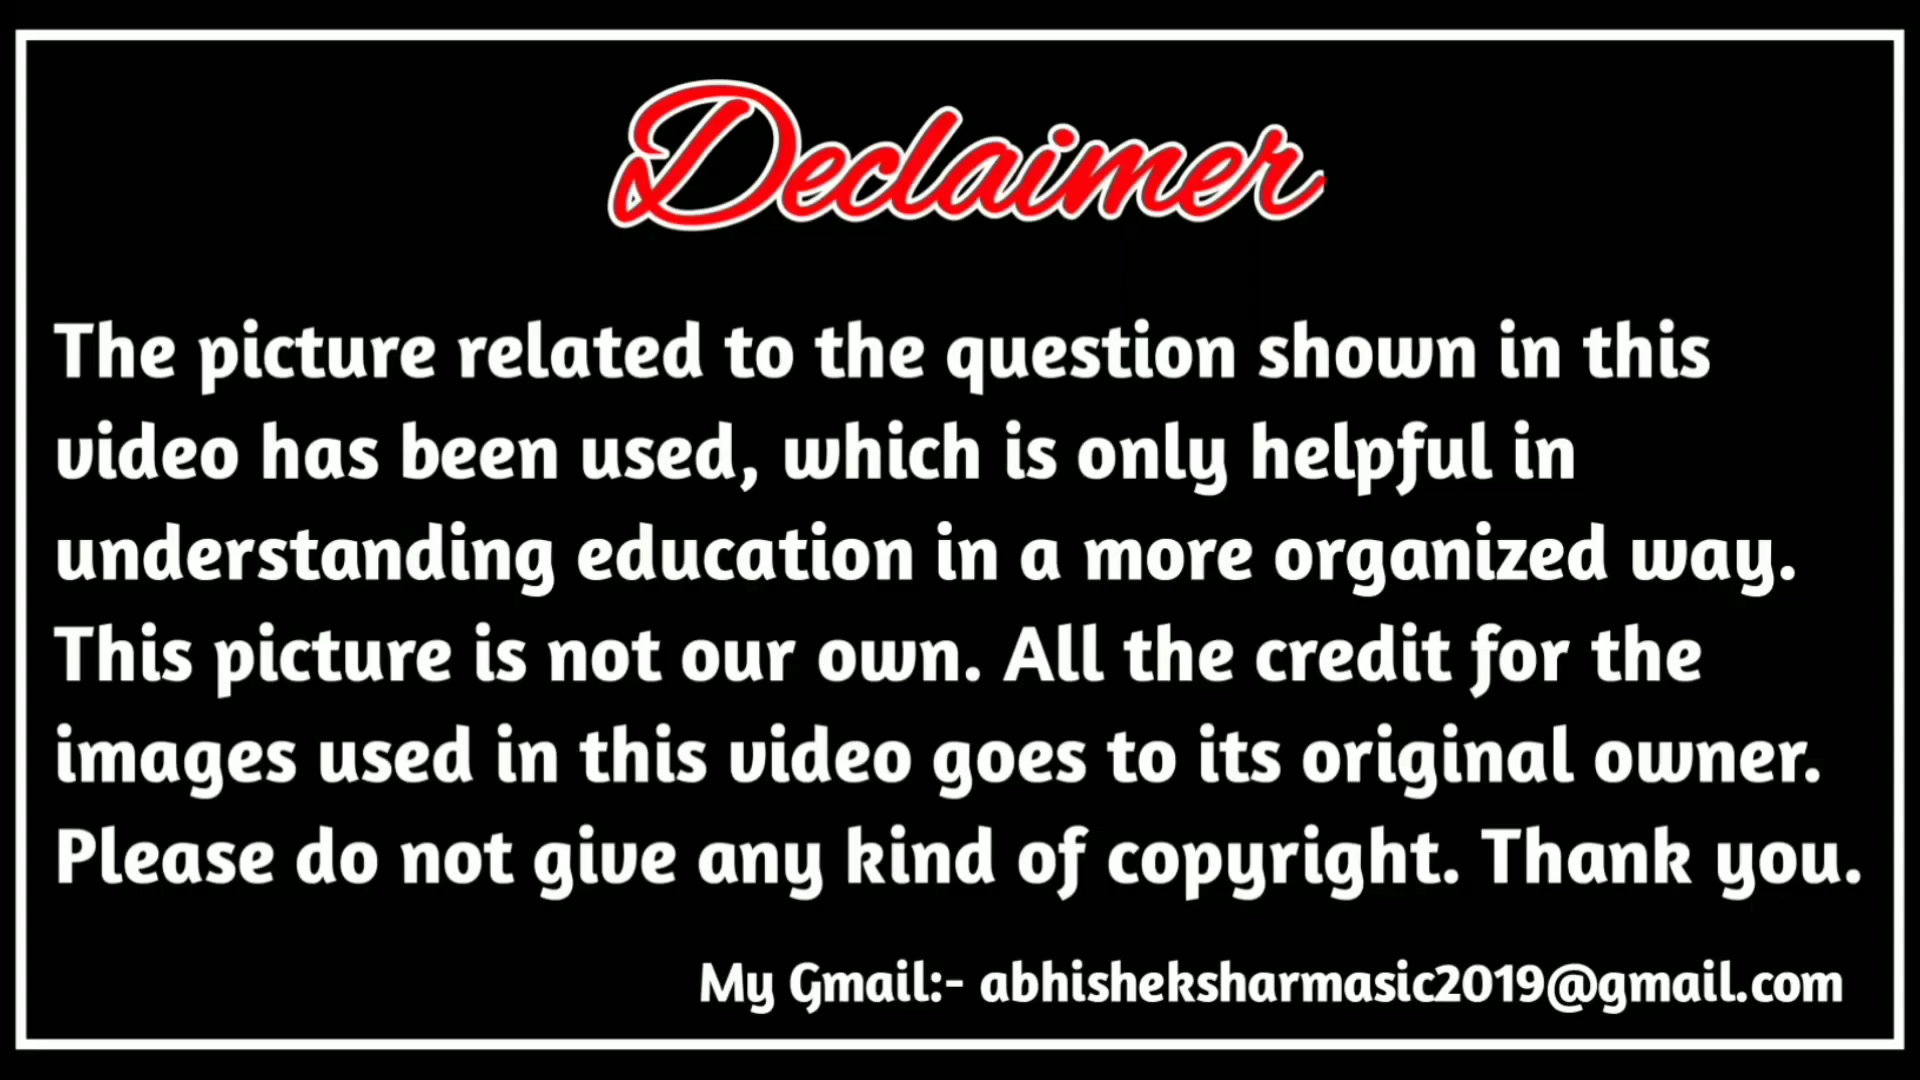 Declaimer
The picture related to the question shown in this
video has been used, which is only helpful in
understanding education in a more organized way.
This picture is not our own. All the credit for the
images used in this video goes to its original owner.
Please do not give any kind of copyright. Thank you.
My Gmail:- abhisheksharmasic2019@gmail.com